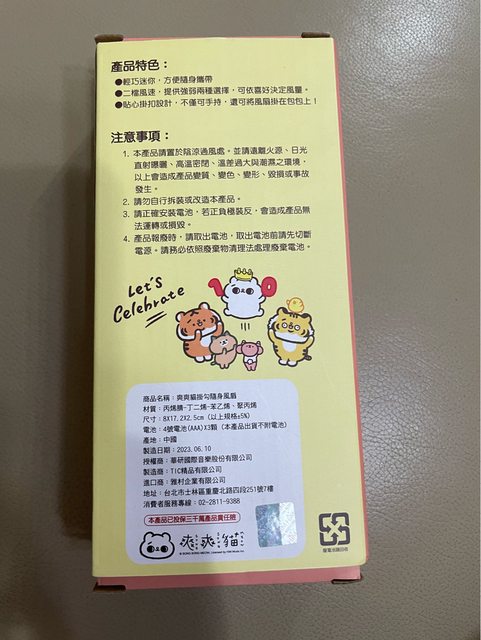 產品特色：
●輕巧迷你，方便隨身攜帶
●二檔風速，提供強弱兩種選擇，可依喜好決定風量。
●貼心掛扣設計，不僅可手持，還可將風扇掛在包包上！
注意事項：
1. 本產品請置於陰涼通風處。並請遠離火源、日光
直射曝曬、高溫密閉、溫差過大與潮濕之環境，
以上會造成產品變質、變色、變形、毀損或事故
發生。
2. 請勿自行拆裝或改造本產品。
3. 請正確安裝電池，若正負極裝反，會造成產品無
法運轉或損毀。
4. 產品報廢時，請取出電池，取出電池前請先切斷
電源。請務必依照廢棄物清理法處理廢棄電池。
Let's
Celebrate
10
商品名稱：爽爽貓掛勾隨身風扇
材質：丙烯腈-丁二烯-苯乙烯、聚丙烯
尺寸：8X17.2X2.5cm（以上規格±5%）
電池：4號電池(AAA)X3顆（本產品出貨不附電池）
產地：中國
製造日期：2023.06.10
授權商：華研國際音樂股份有限公司
製造商：TIC精品有限公司
進口商：雅村企業有限公司
地址：台北市士林區重慶北路四段251號7樓
消費者服務專線：02-2811-9388
本產品已投保三千萬產品責任險
爽爽貓
廢電池請回收